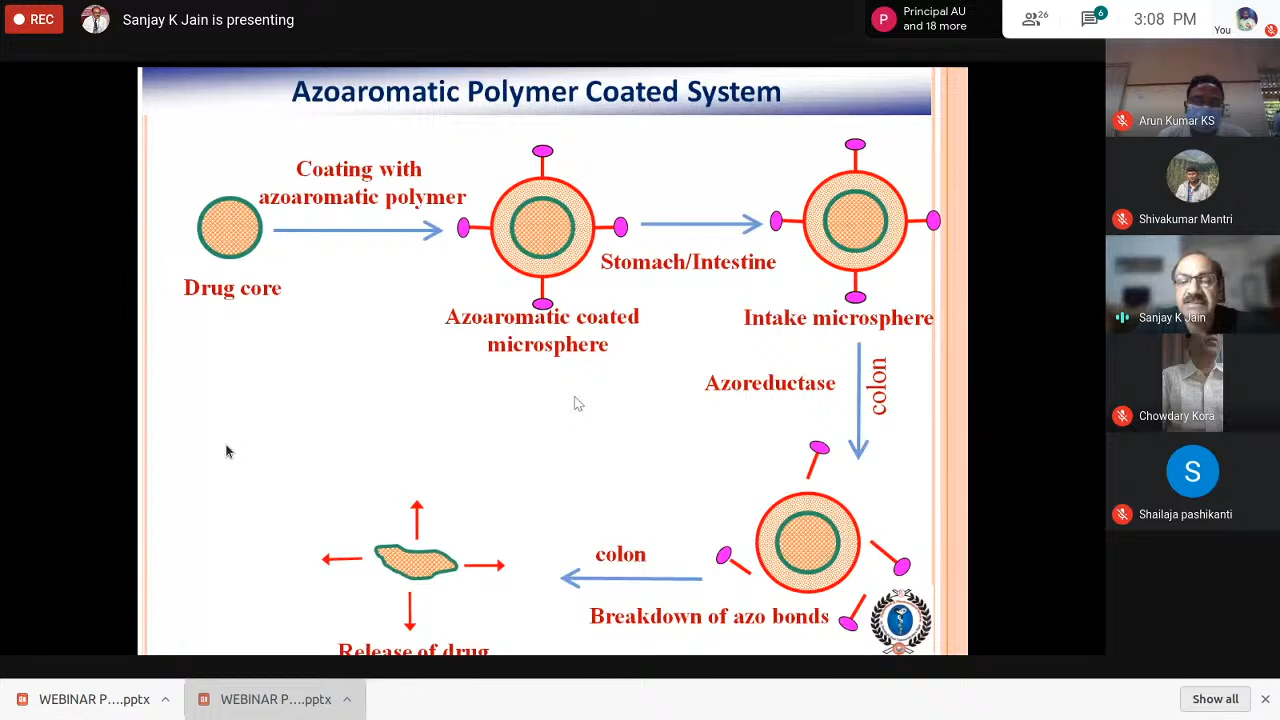 REC
Sanjay K Jain is presenting
P
Principal AU
and 18 more
26
6
3:08 PM
You
Azoaromatic Polymer Coated System
Coating with
azoaromatic polymer
Drug core
Azoaromatic coated
microsphere
Stomach/Intestine
Intake microsphere
Azoreductase
colon
colon
Breakdown of azo bonds
Release of drug
Arun Kumar KS
Shivakumar Mantri
Sanjay K Jain
Chowdary Kora
S
Shailaja pashikanti
WEBINAR P....pptx
WEBINAR P....pptx
Show all